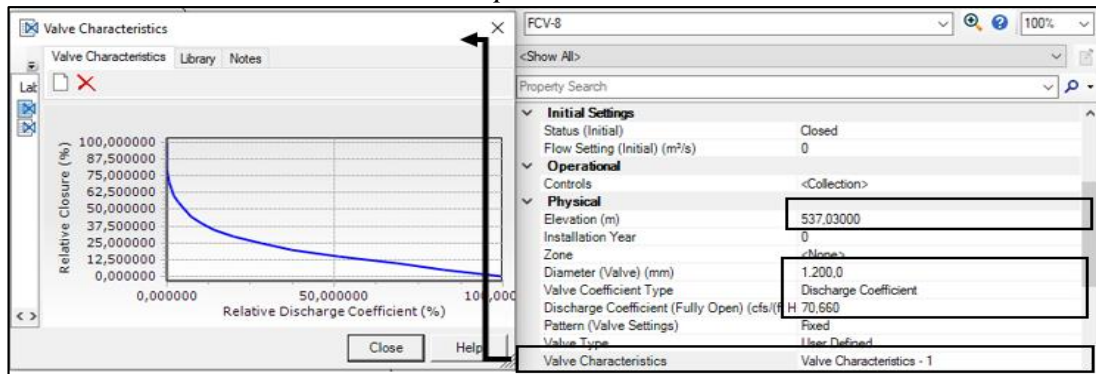 Valve Characteristics
Valve Characteristics Library Notes
Lat
Relative Closure (%)
100,000000
87,500000
75,000000
62,500000
50,000000
37,500000
25,000000
12,500000
0,000000
0,000000 50,000000 100,000
Relative Discharge Coefficient (%)
Close Help
FCV-8 100%
<Show All>
Property Search
Initial Settings
Status (Initial) Closed
Flow Setting (Initial) (m³/s) 0
Operational
Controls <Collection>
Physical
Elevation (m) 537,03000
Installation Year 0
Zone <None>
Diameter (Valve) (mm) 1.200,0
Valve Coefficient Type Discharge Coefficient
Discharge Coefficient (Fully Open) (cfs/(f H 70,660
Pattern (Valve Settings) Fixed
Valve Type User Defined
Valve Characteristics Valve Characteristics - 1